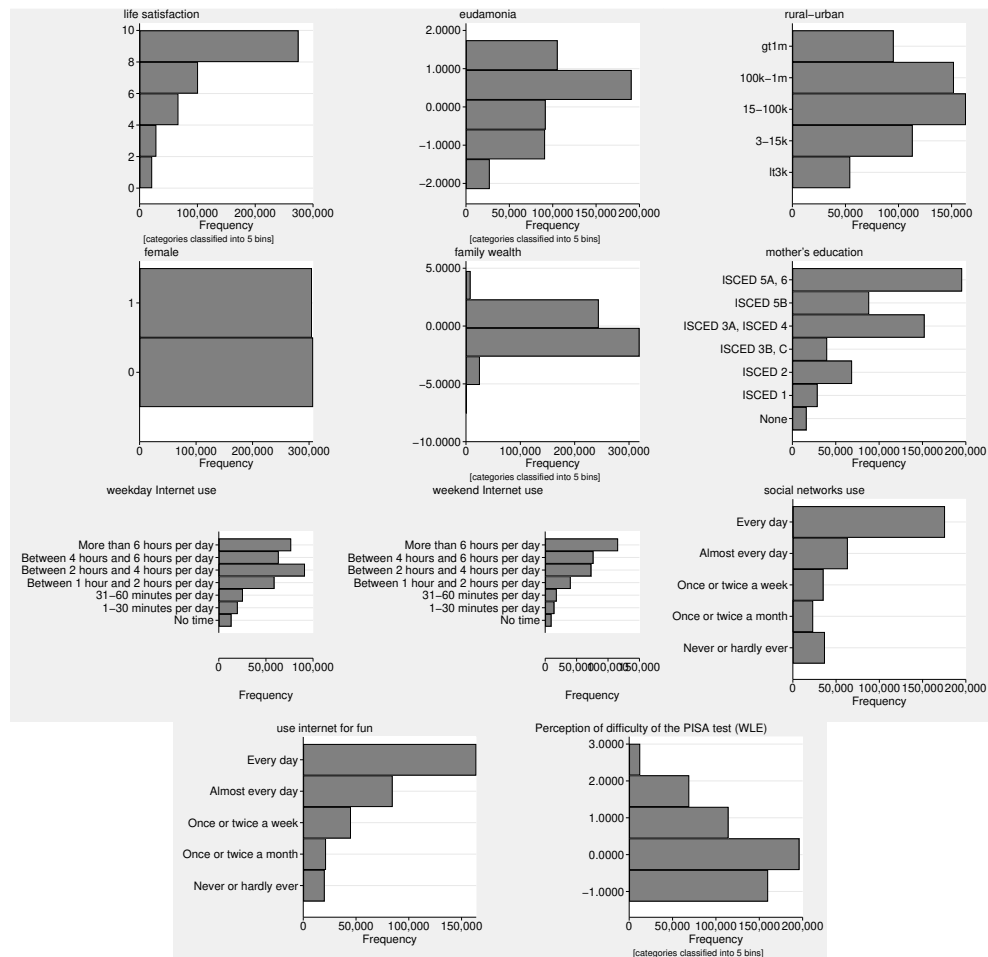 life satisfaction
10
8
6
4
2
0
0 100,000 200,000 300,000
Frequency
[categories classified into 5 bins]
eudamonia
2.0000
1.0000
0.0000
−1.0000
−2.0000
0 50,000 100,000 150,000 200,000
Frequency
[categories classified into 5 bins]
rural−urban
gt1m
100k−1m
15−100k
3−15k
lt3k
0 50,000 100,000 150,000
Frequency
female
1
0
0 100,000 200,000 300,000
Frequency
family wealth
5.0000
0.0000
−5.0000
−10.0000
0 100,000 200,000 300,000
Frequency
[categories classified into 5 bins]
mother's education
ISCED 5A, 6
ISCED 5B
ISCED 3A, ISCED 4
ISCED 3B, C
ISCED 2
ISCED 1
None
0 50,000 100,000 150,000 200,000
Frequency
weekday Internet use
More than 6 hours per day
Between 4 hours and 6 hours per day
Between 2 hours and 4 hours per day
Between 1 hour and 2 hours per day
31−60 minutes per day
1−30 minutes per day
No time
0 50,000 100,000
Frequency
weekend Internet use
More than 6 hours per day
Between 4 hours and 6 hours per day
Between 2 hours and 4 hours per day
Between 1 hour and 2 hours per day
31−60 minutes per day
1−30 minutes per day
No time
0 50,000 100,000 150,000
Frequency
social networks use
Every day
Almost every day
Once or twice a week
Once or twice a month
Never or hardly ever
0 50,000 100,000 150,000 200,000
Frequency
use internet for fun
Every day
Almost every day
Once or twice a week
Once or twice a month
Never or hardly ever
0 50,000 100,000 150,000
Frequency
Perception of difficulty of the PISA test (WLE)
3.0000
2.0000
1.0000
0.0000
−1.0000
0 50,000 100,000 150,000 200,000
Frequency
[categories classified into 5 bins]